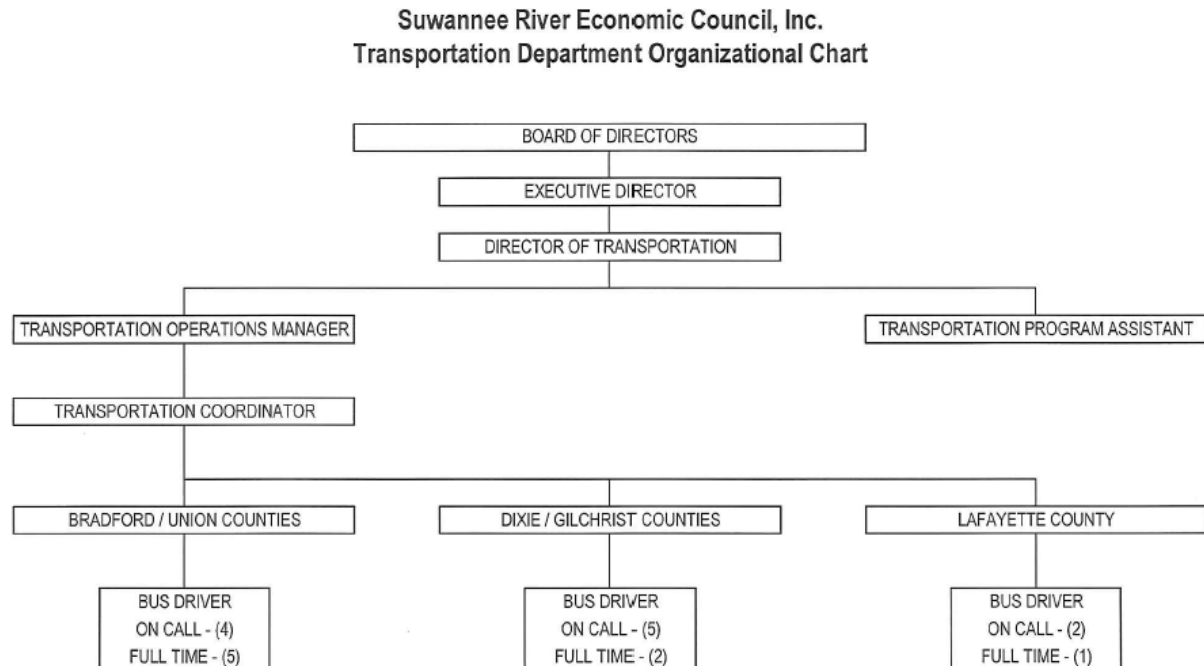 Suwannee River Economic Council, Inc.
Transportation Department Organizational Chart
BOARD OF DIRECTORS
EXECUTIVE DIRECTOR
DIRECTOR OF TRANSPORTATION
TRANSPORTATION OPERATIONS MANAGER
TRANSPORTATION PROGRAM ASSISTANT
TRANSPORTATION COORDINATOR
BRADFORD / UNION COUNTIES
DIXIE / GILCHRIST COUNTIES
LAFAYETTE COUNTY
BUS DRIVER
ON CALL - (4)
FULL TIME - (5)
BUS DRIVER
ON CALL - (5)
FULL TIME - (2)
BUS DRIVER
ON CALL - (2)
FULL TIME - (1)